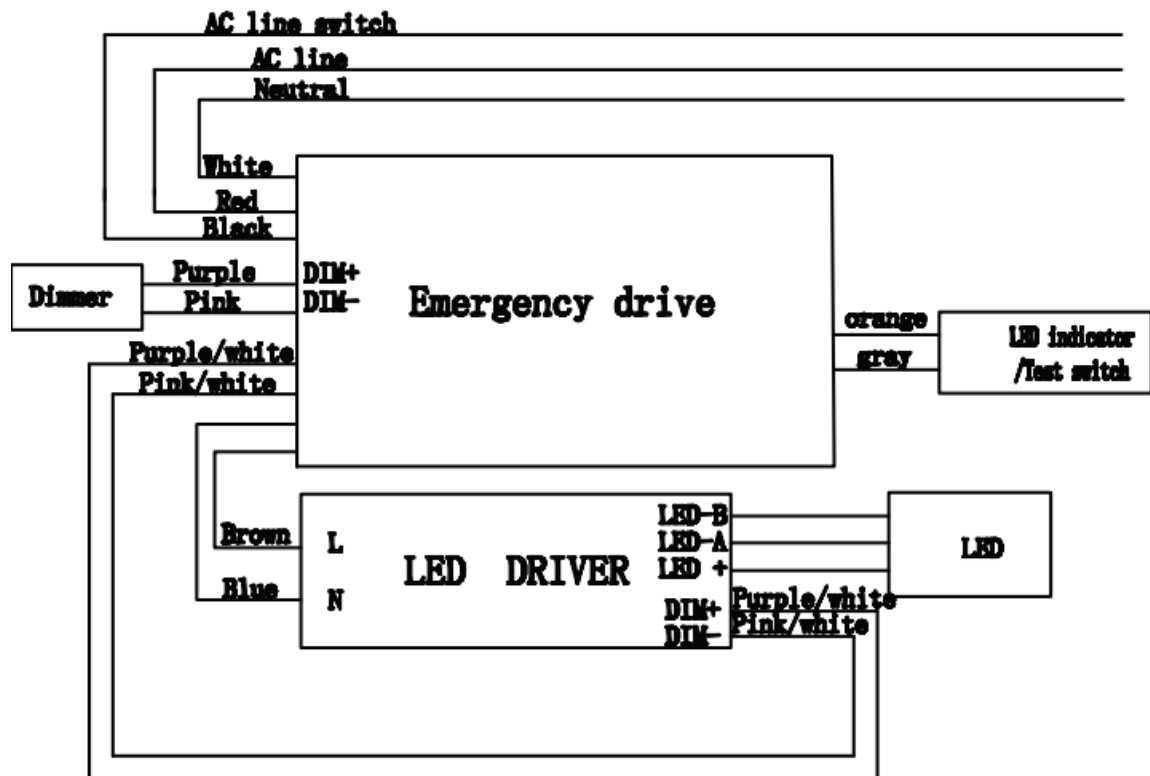 AC line switch
AC line
Neutral
White
Red
Black
Purple
Pink
Dimmer
DIM+
DIM-
Emergency drive
orange
gray
LED indicator
/Test switch
Purple/white
Pink/white
Brown
Blue
L
N
LED DRIVER
LED-B
LED-A
LED +
DIM+
DIM-
LED
Purple/white
Pink/white